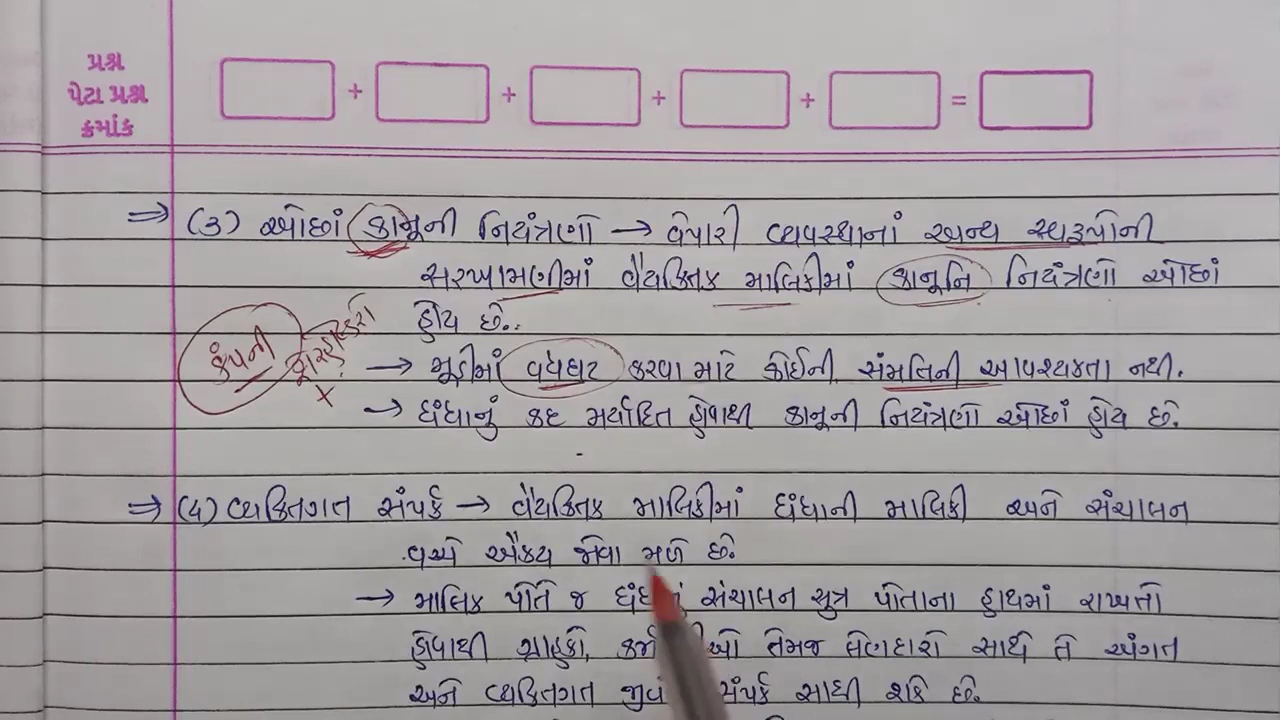 પ્રશ્ન
પેટા પ્રશ્ન
ક્રમાંક
+ + + + =
⇒ (૩) ઓછાં કાનૂની નિયંત્રણો → વેપારી વ્યવસ્થાનાં અન્ય સ્વરૂપોની
સરખામણીમાં વૈયક્તિક માલિકીમાં કાનૂનિ નિયંત્રણો ઓછાં
હોય છે.
કંપની
→ મૂડીમાં વધઘટ કરવા માટે કોઈની સંમતિની આવશ્યકતા નથી.
→ ધંધાનું કદ મર્યાદિત હોવાથી કાનૂની નિયંત્રણો ઓછાં હોય છે.
⇒ (૪) વ્યક્તિગત સંપર્ક → વૈયક્તિક માલિકીમાં ધંધાની માલિકી અને સંચાલન
વચ્ચે ઐક્ય જોવા મળે છે.
→ માલિક પોતે જ સંચાલન સુત્ર પોતાના હાથમાં રાખતો
હોવાથી ગ્રાહકો, તેમજ લેણદારો સાથે તે અંગત
અને વ્યક્તિગત સંપર્ક સાધી શકે છે.